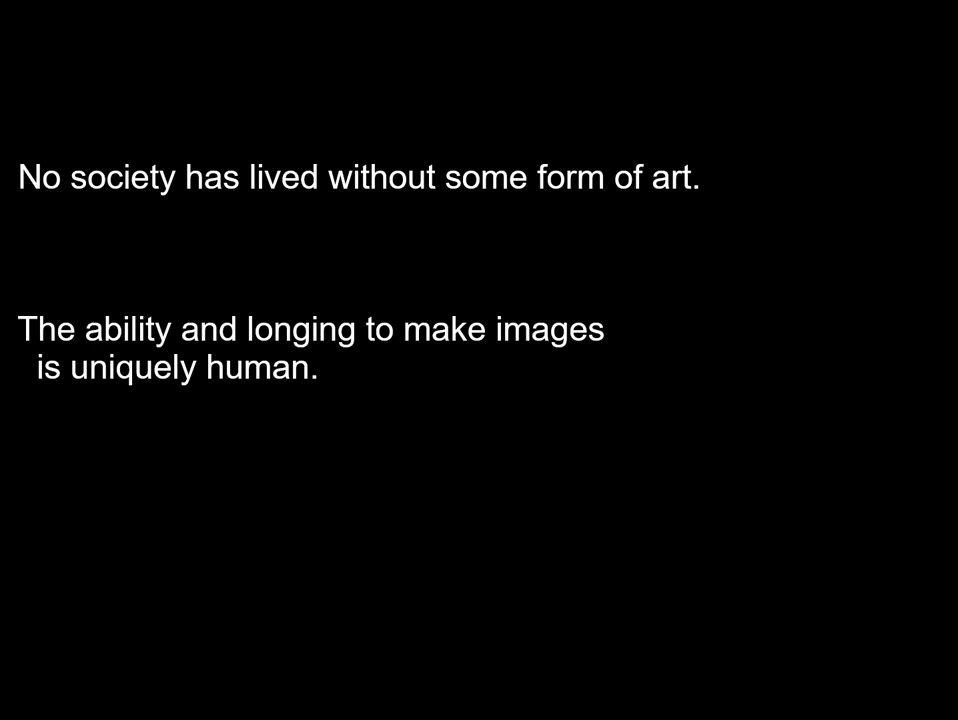 No society has lived without some form of art.
The ability and longing to make images
is uniquely human.